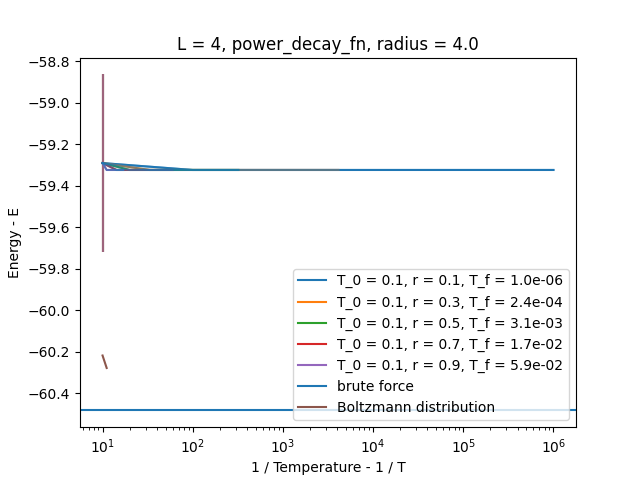 L = 4, power_decay_fn, radius = 4.0
Energy - E
−58.8
−59.0
−59.2
−59.4
−59.6
−59.8
−60.0
−60.2
−60.4
T_0 = 0.1, r = 0.1, T_f = 1.0e-06
T_0 = 0.1, r = 0.3, T_f = 2.4e-04
T_0 = 0.1, r = 0.5, T_f = 3.1e-03
T_0 = 0.1, r = 0.7, T_f = 1.7e-02
T_0 = 0.1, r = 0.9, T_f = 5.9e-02
brute force
Boltzmann distribution
10¹ 10² 10³ 10⁴ 10⁵ 10⁶
1 / Temperature - 1 / T